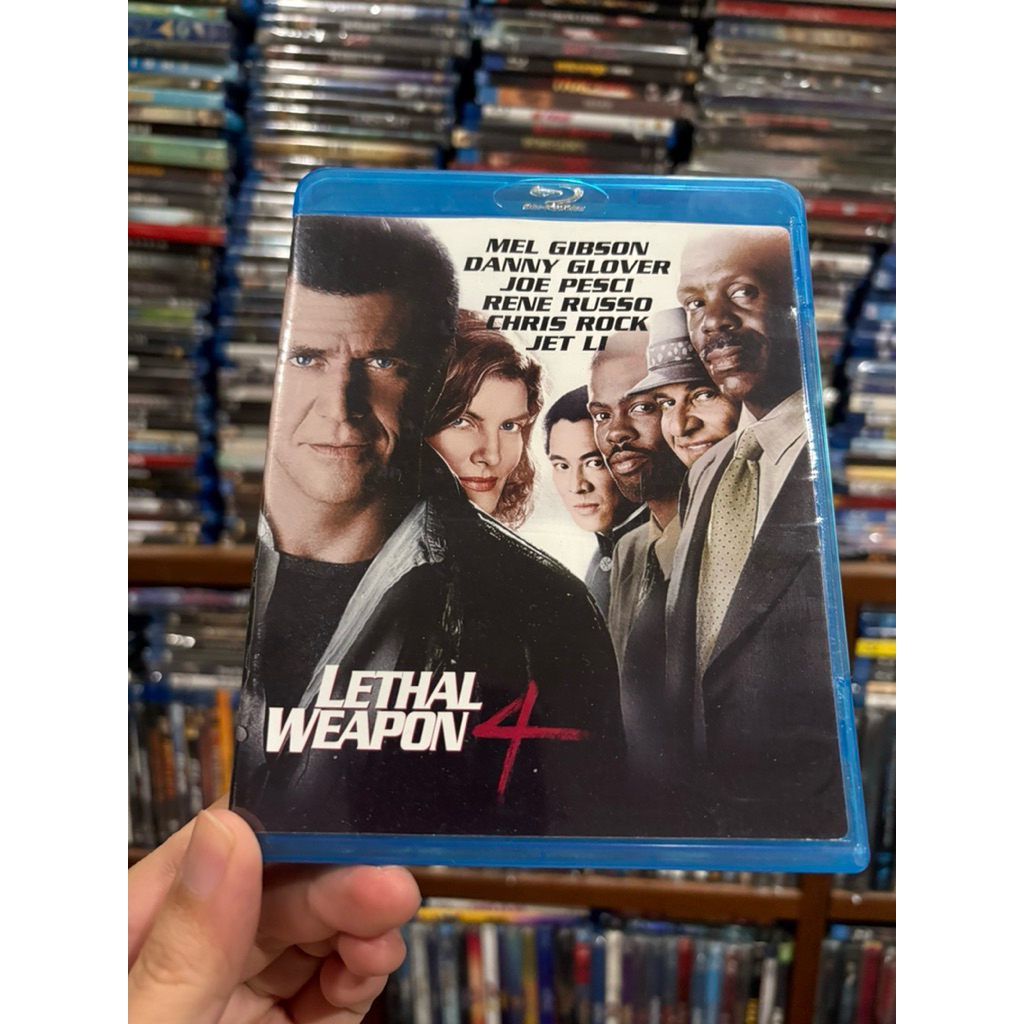 MEL GIBSON
DANNY GLOVER
JOE PESCI
RENE RUSSO
CHRIS ROCK
JET LI
LETHAL
WEAPON 4